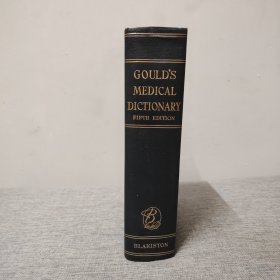 GOULD'S
MEDICAL
DICTIONARY
FIFTH EDITION
B
BLAKISTON